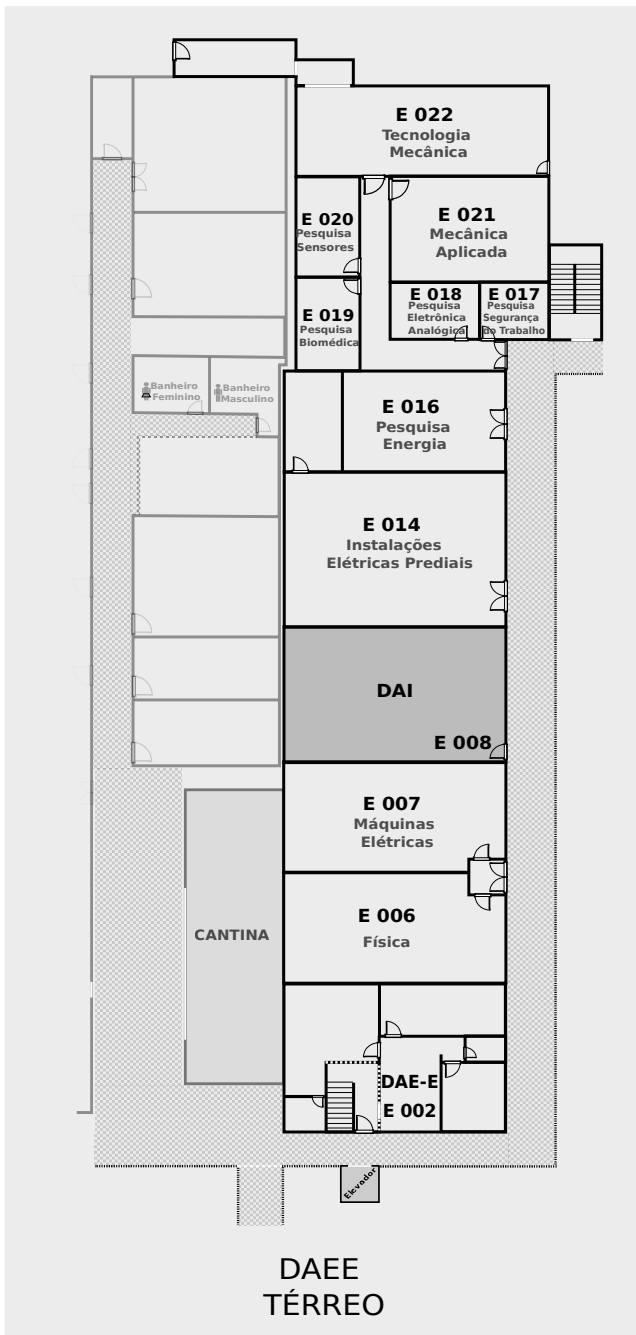 E 022
Tecnologia
Mecânica
E 020
Pesquisa
Sensores
E 021
Mecânica
Aplicada
E 019
Pesquisa
Biomédica
E 018
Pesquisa
Eletrônica
Analógica
E 017
Pesquisa
Segurança
do Trabalho
Banheiro
Feminino
Banheiro
Masculino
E 016
Pesquisa
Energia
E 014
Instalações
Elétricas Prediais
DAI
E 008
E 007
Máquinas
Elétricas
E 006
Física
CANTINA
DAE-E
E 002
Elevador
DAEE
TÉRREO